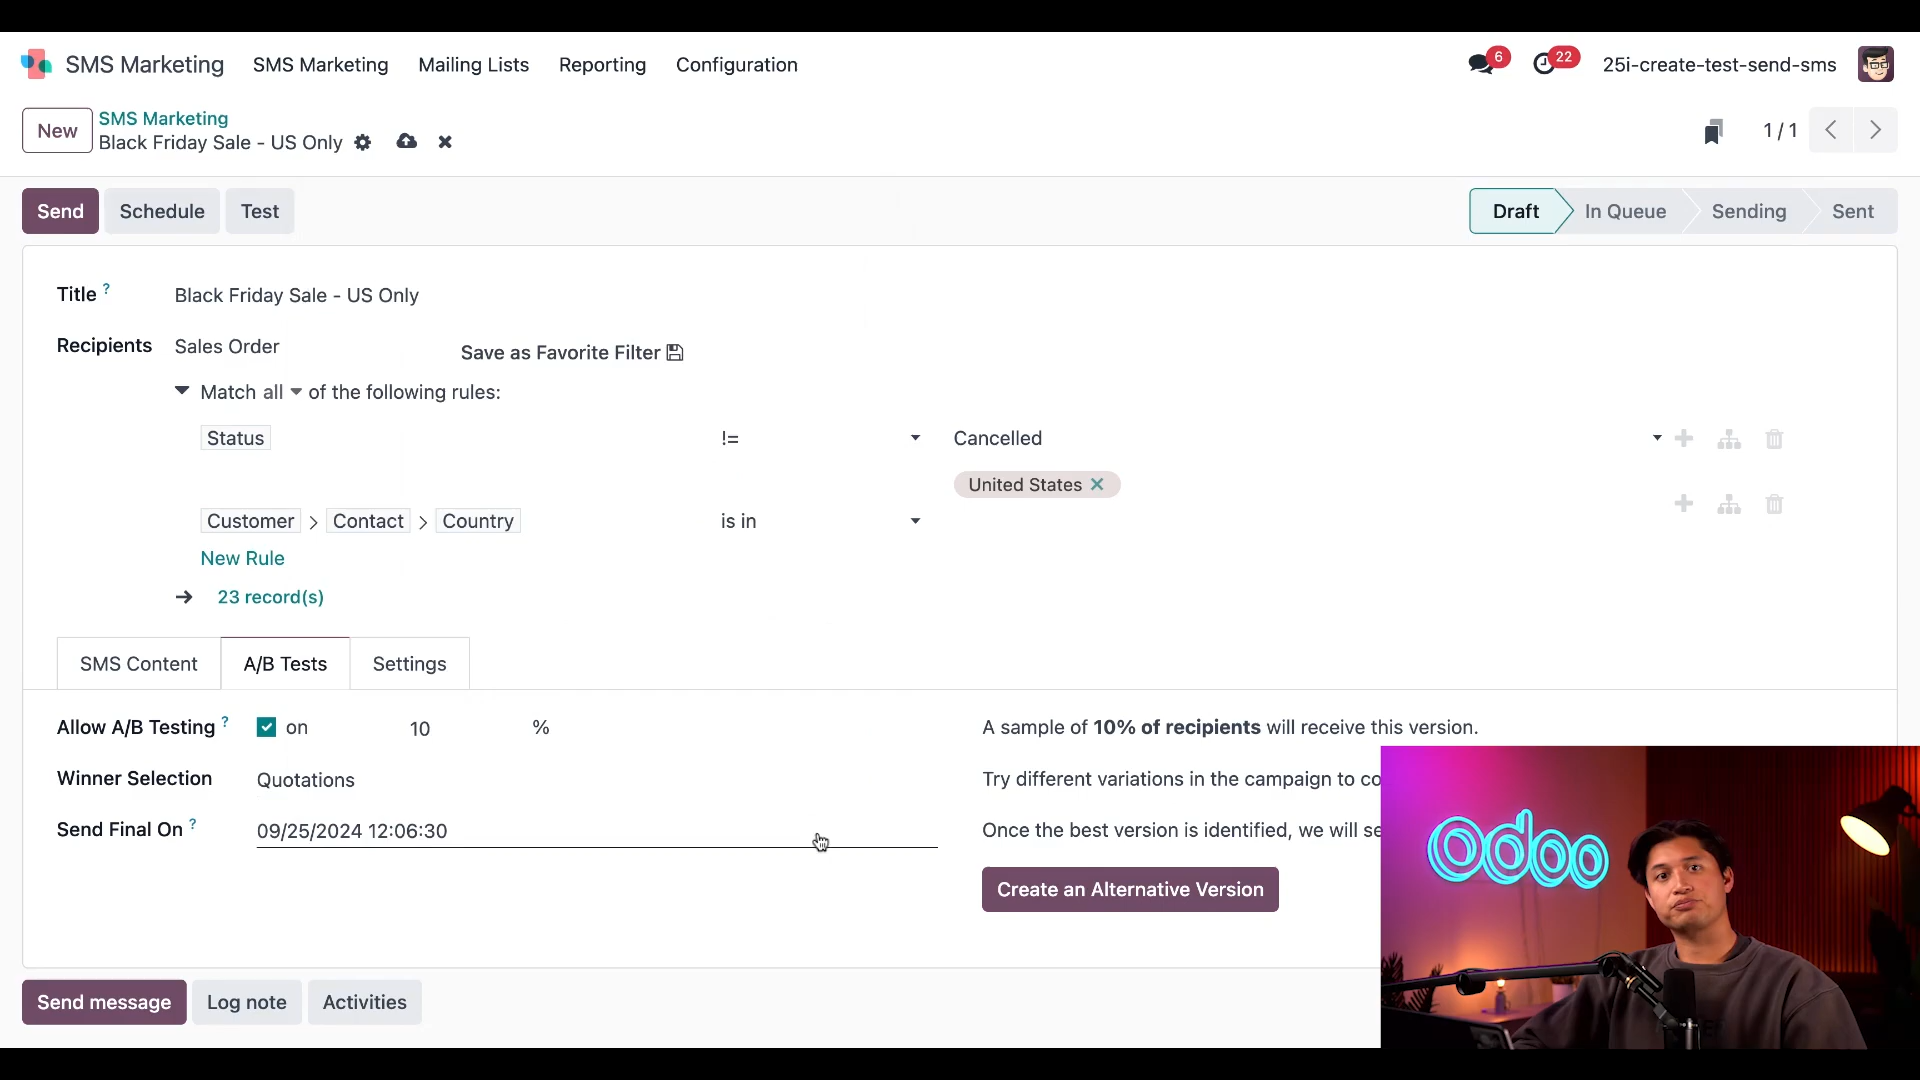 SMS Marketing SMS Marketing Mailing Lists Reporting Configuration 6 22 25i-create-test-send-sms
New SMS Marketing
Black Friday Sale - US Only 1 / 1
Send Schedule Test Draft In Queue Sending Sent
Title ? Black Friday Sale - US Only
Recipients Sales Order Save as Favorite Filter
Match all of the following rules:
Status != Cancelled
United States
Customer > Contact > Country is in
New Rule
→ 23 record(s)
SMS Content A/B Tests Settings
Allow A/B Testing ? on 10 % A sample of 10% of recipients will receive this version.
Winner Selection Quotations Try different variations in the campaign to co
Send Final On ? 09/25/2024 12:06:30 Once the best version is identified, we will se
Create an Alternative Version
odoo
Send message Log note Activities